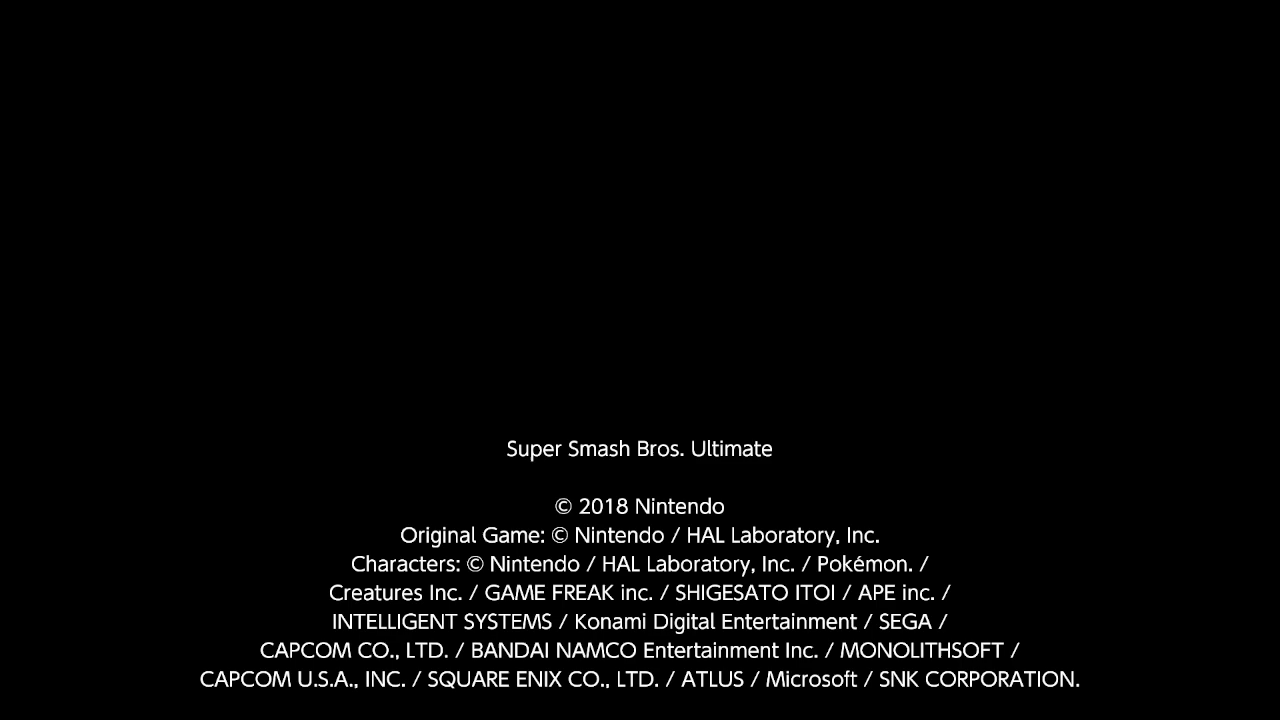 Super Smash Bros. Ultimate
© 2018 Nintendo
Original Game: © Nintendo / HAL Laboratory, Inc.
Characters: © Nintendo / HAL Laboratory, Inc. / Pokémon. /
Creatures Inc. / GAME FREAK inc. / SHIGESATO ITOI / APE inc. /
INTELLIGENT SYSTEMS / Konami Digital Entertainment / SEGA /
CAPCOM CO., LTD. / BANDAI NAMCO Entertainment Inc. / MONOLITHSOFT /
CAPCOM U.S.A., INC. / SQUARE ENIX CO., LTD. / ATLUS / Microsoft / SNK CORPORATION.